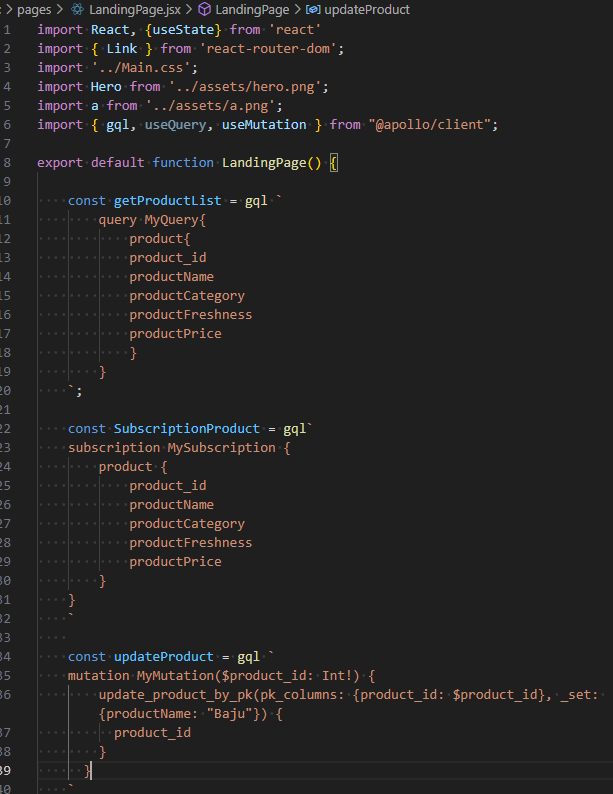 > pages > LandingPage.jsx > LandingPage > updateProduct
1 import React, {useState} from 'react'
2 import { Link } from 'react-router-dom';
3 import '../Main.css';
4 import Hero from '../assets/hero.png';
5 import a from '../assets/a.png';
6 import { gql, useQuery, useMutation } from "@apollo/client";
7
8 export default function LandingPage() {
9
10 const getProductList = gql `
11 query MyQuery{
12 product{
13 product_id
14 productName
15 productCategory
16 productFreshness
17 productPrice
18 }
19 }
20 `;
21
22 const SubscriptionProduct = gql`
23 subscription MySubscription {
24 product {
25 product_id
26 productName
27 productCategory
28 productFreshness
29 productPrice
30 }
31 }
32 `
33
34 const updateProduct = gql `
35 mutation MyMutation($product_id: Int!) {
36 update_product_by_pk(pk_columns: {product_id: $product_id}, _set:
{productName: "Baju"}) {
37 product_id
38 }
39 }
40 `